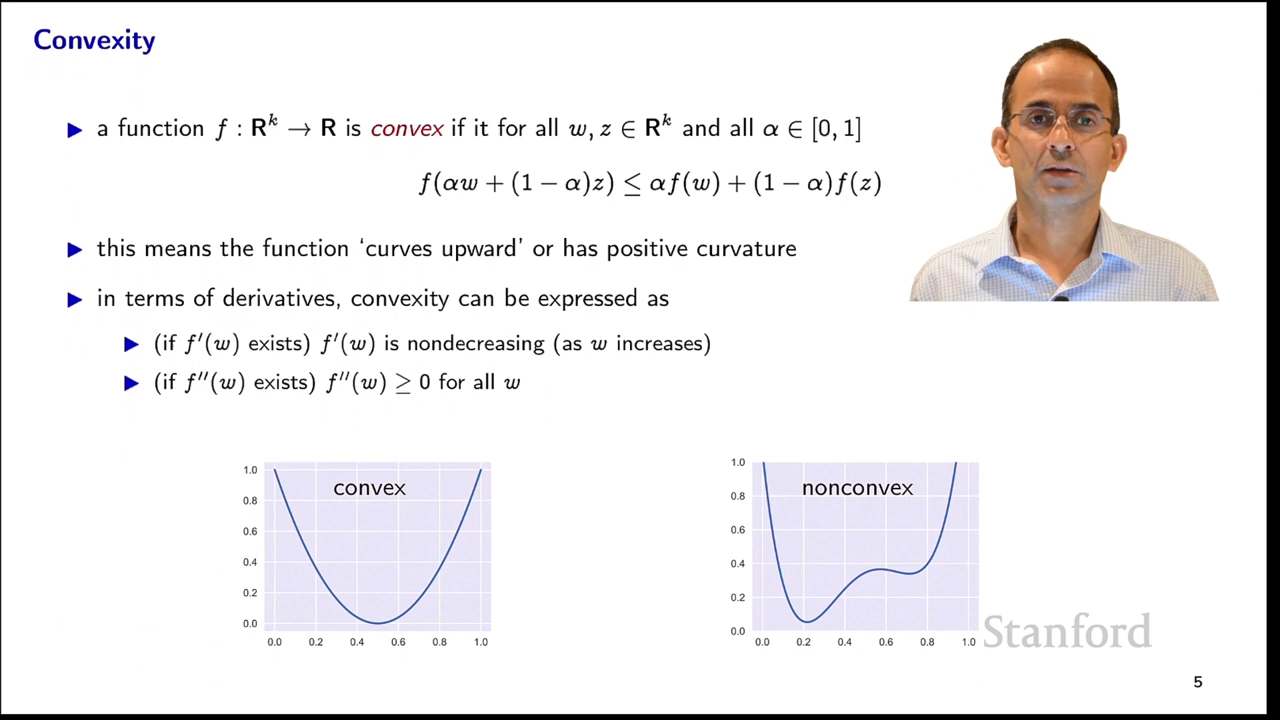 Convexity
▶ a function f : R^k → R is convex if it for all w, z ∈ R^k and all α ∈ [0, 1]
f(αw + (1 − α)z) ≤ αf(w) + (1 − α)f(z)
▶ this means the function ‘curves upward’ or has positive curvature
▶ in terms of derivatives, convexity can be expressed as
▶ (if f′(w) exists) f′(w) is nondecreasing (as w increases)
▶ (if f′′(w) exists) f′′(w) ≥ 0 for all w
convex
1.0
0.8
0.6
0.4
0.2
0.0
0.0 0.2 0.4 0.6 0.8 1.0
nonconvex
1.0
0.8
0.6
0.4
0.2
0.0
0.0 0.2 0.4 0.6 0.8 1.0
Stanford
5